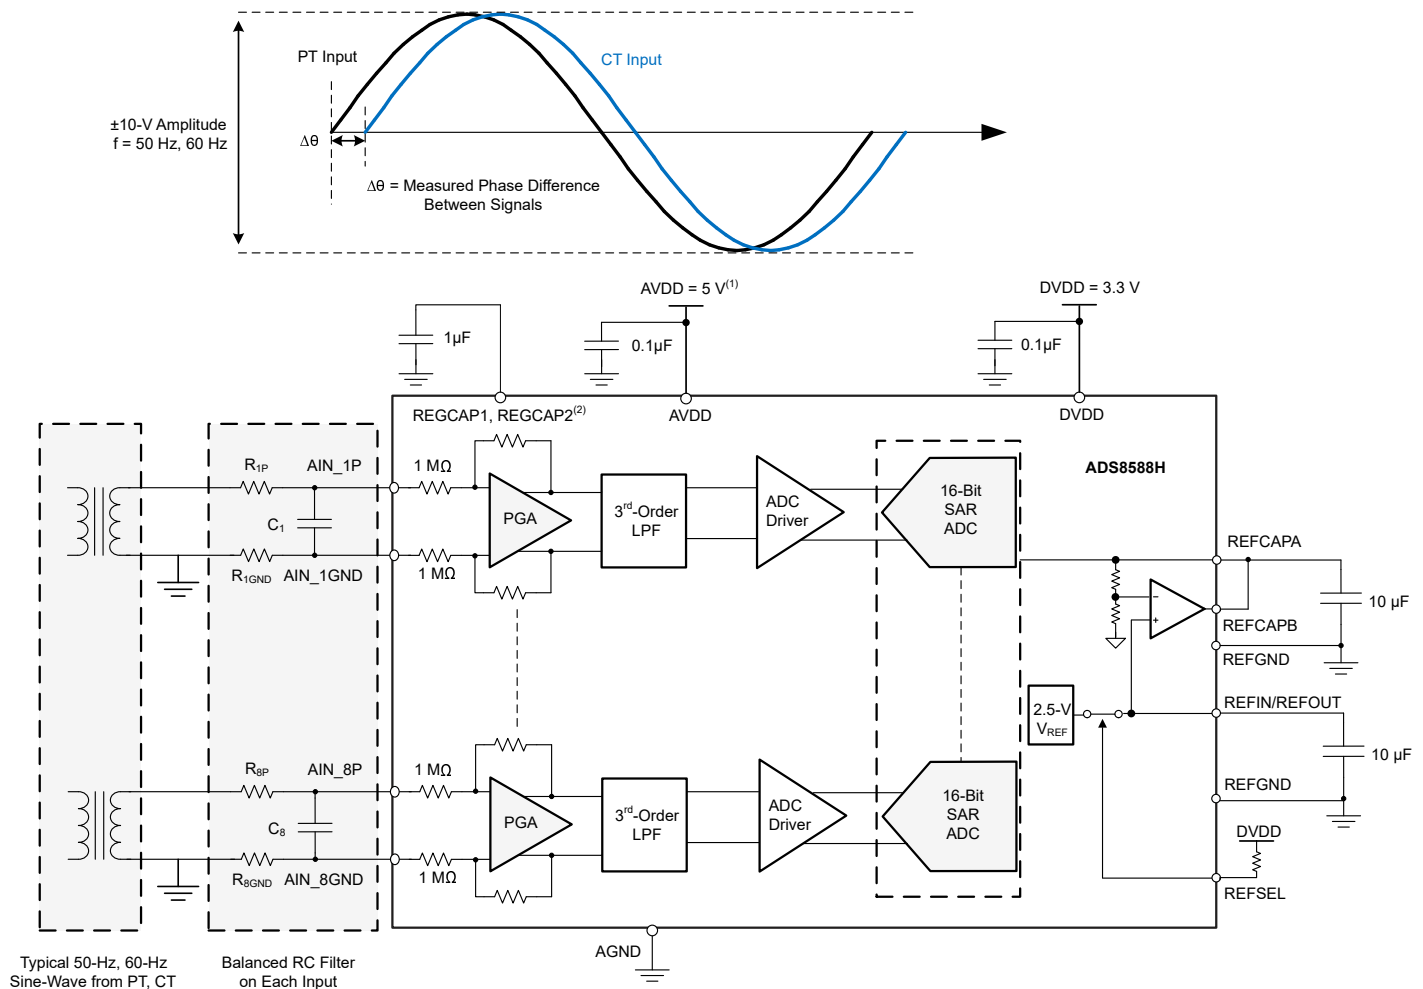 PT Input
CT Input
±10-V Amplitude
f = 50 Hz, 60 Hz
Δθ
Δθ = Measured Phase Difference
Between Signals
AVDD = 5 V(1)
DVDD = 3.3 V
1µF
0.1µF
0.1µF
REGCAP1, REGCAP2(2)
AVDD
DVDD
ADS8588H
R1P
AIN_1P
1 MΩ
C1
PGA
3rd-Order
LPF
ADC
Driver
16-Bit
SAR
ADC
R1GND
AIN_1GND
1 MΩ
REFCAPA
10 µF
REFCAPB
REFGND
2.5-V
VREF
REFIN/REFOUT
10 µF
REFGND
R8P
AIN_8P
1 MΩ
C8
PGA
3rd-Order
LPF
ADC
Driver
16-Bit
SAR
ADC
DVDD
R8GND
AIN_8GND
1 MΩ
REFSEL
AGND
Typical 50-Hz, 60-Hz
Sine-Wave from PT, CT
Balanced RC Filter
on Each Input